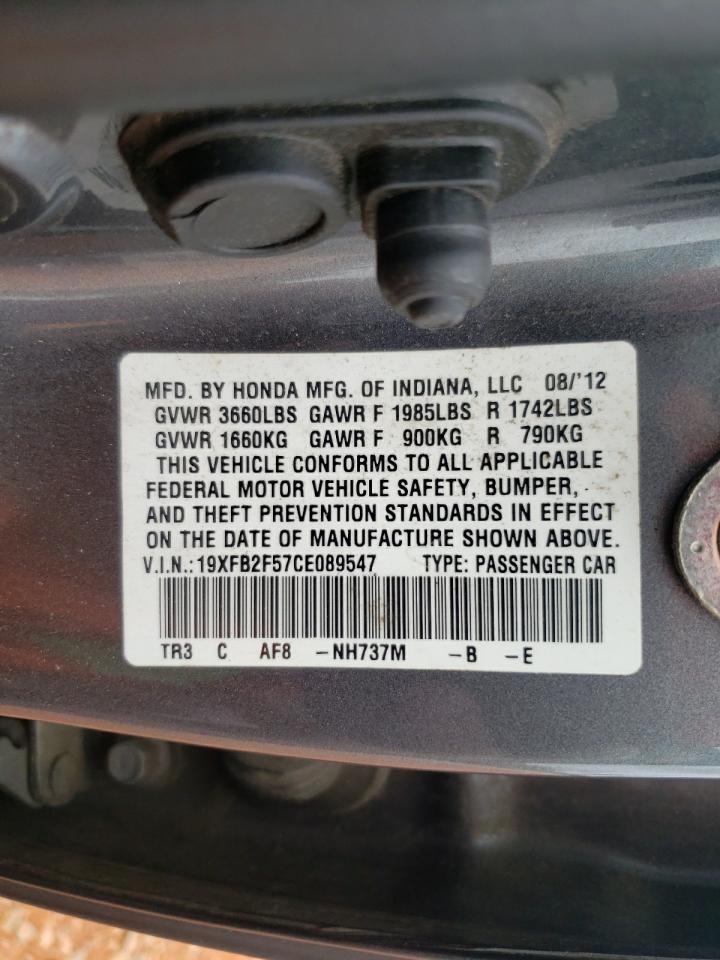 MFD. BY HONDA MFG. OF INDIANA, LLC 08/'12
GVWR 3660LBS GAWR F 1985LBS R 1742LBS
GVWR 1660KG GAWR F 900KG R 790KG
THIS VEHICLE CONFORMS TO ALL APPLICABLE
FEDERAL MOTOR VEHICLE SAFETY, BUMPER,
AND THEFT PREVENTION STANDARDS IN EFFECT
ON THE DATE OF MANUFACTURE SHOWN ABOVE.
V.I.N.:19XFB2F57CE089547 TYPE: PASSENGER CAR
TR3 C AF8 –NH737M –B –E